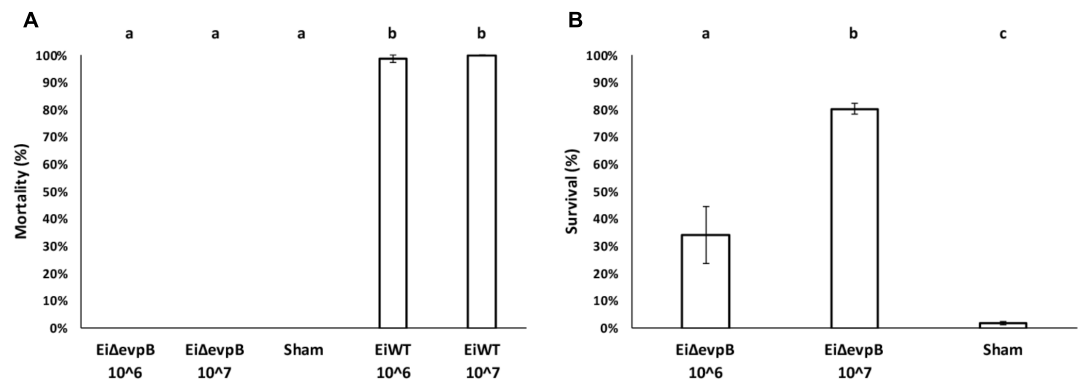 A
a a a b b
Mortality (%)
100%
90%
80%
70%
60%
50%
40%
30%
20%
10%
0%
EiΔevpB 10^6
EiΔevpB 10^7
Sham
EiWT 10^6
EiWT 10^7
B
a b c
Survival (%)
100%
90%
80%
70%
60%
50%
40%
30%
20%
10%
0%
EiΔevpB 10^6
EiΔevpB 10^7
Sham